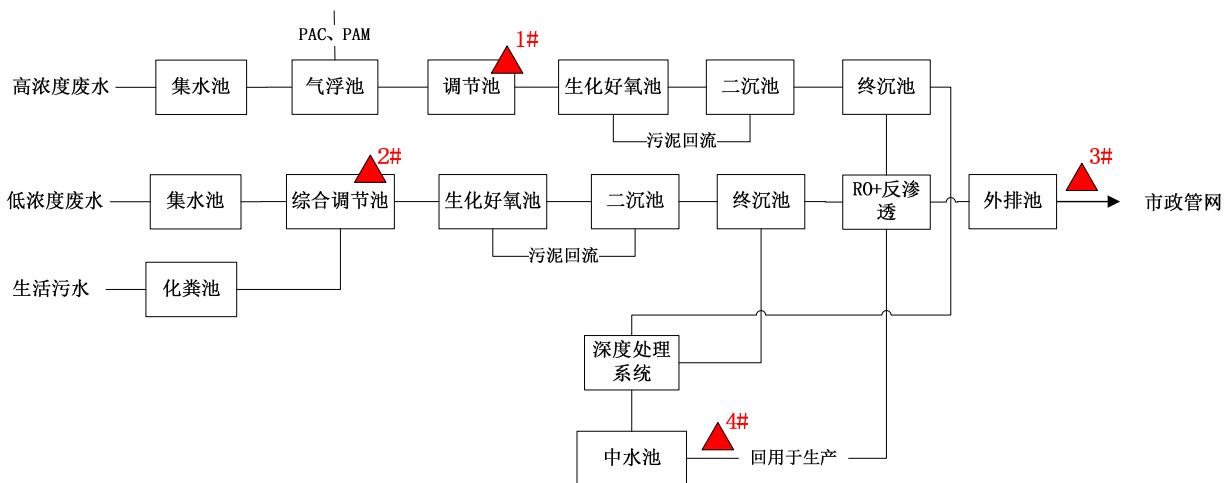 PAC、PAM
1#
高浓度废水
集水池
气浮池
调节池
生化好氧池
二沉池
终沉池
污泥回流
2#
3#
低浓度废水
集水池
综合调节池
生化好氧池
二沉池
终沉池
RO+反渗
透
外排池
市政管网
污泥回流
生活污水
化粪池
深度处理
系统
4#
中水池
回用于生产